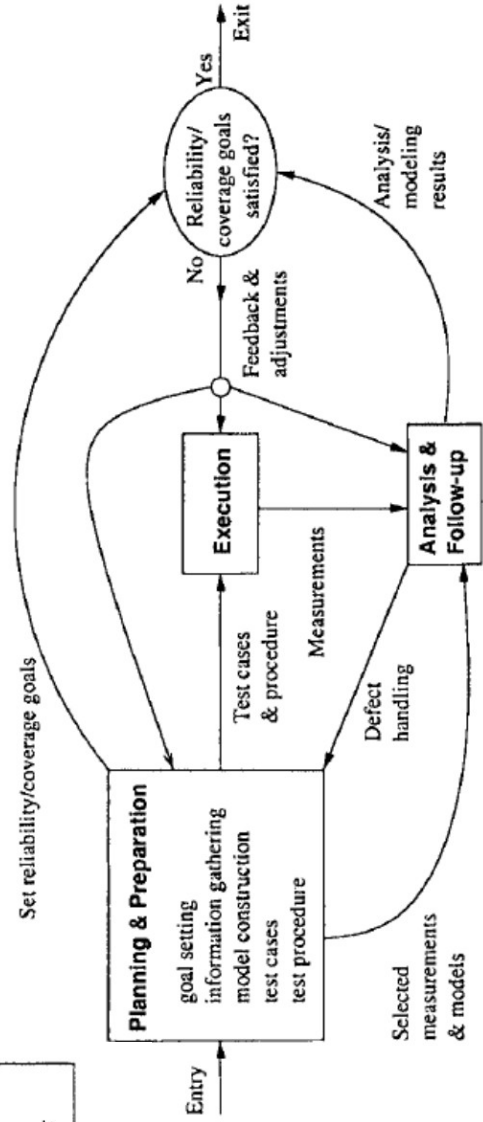 Set reliability/coverage goals
Entry
Planning & Preparation
goal setting
information gathering
model construction
test cases
test procedure
Test cases
& procedure
Execution
No
Reliability/
coverage goals
satisfied?
Yes
Exit
Feedback &
adjustments
Measurements
Defect
handling
Analysis &
Follow-up
Analysis/
modeling
results
Selected
measurements
& models